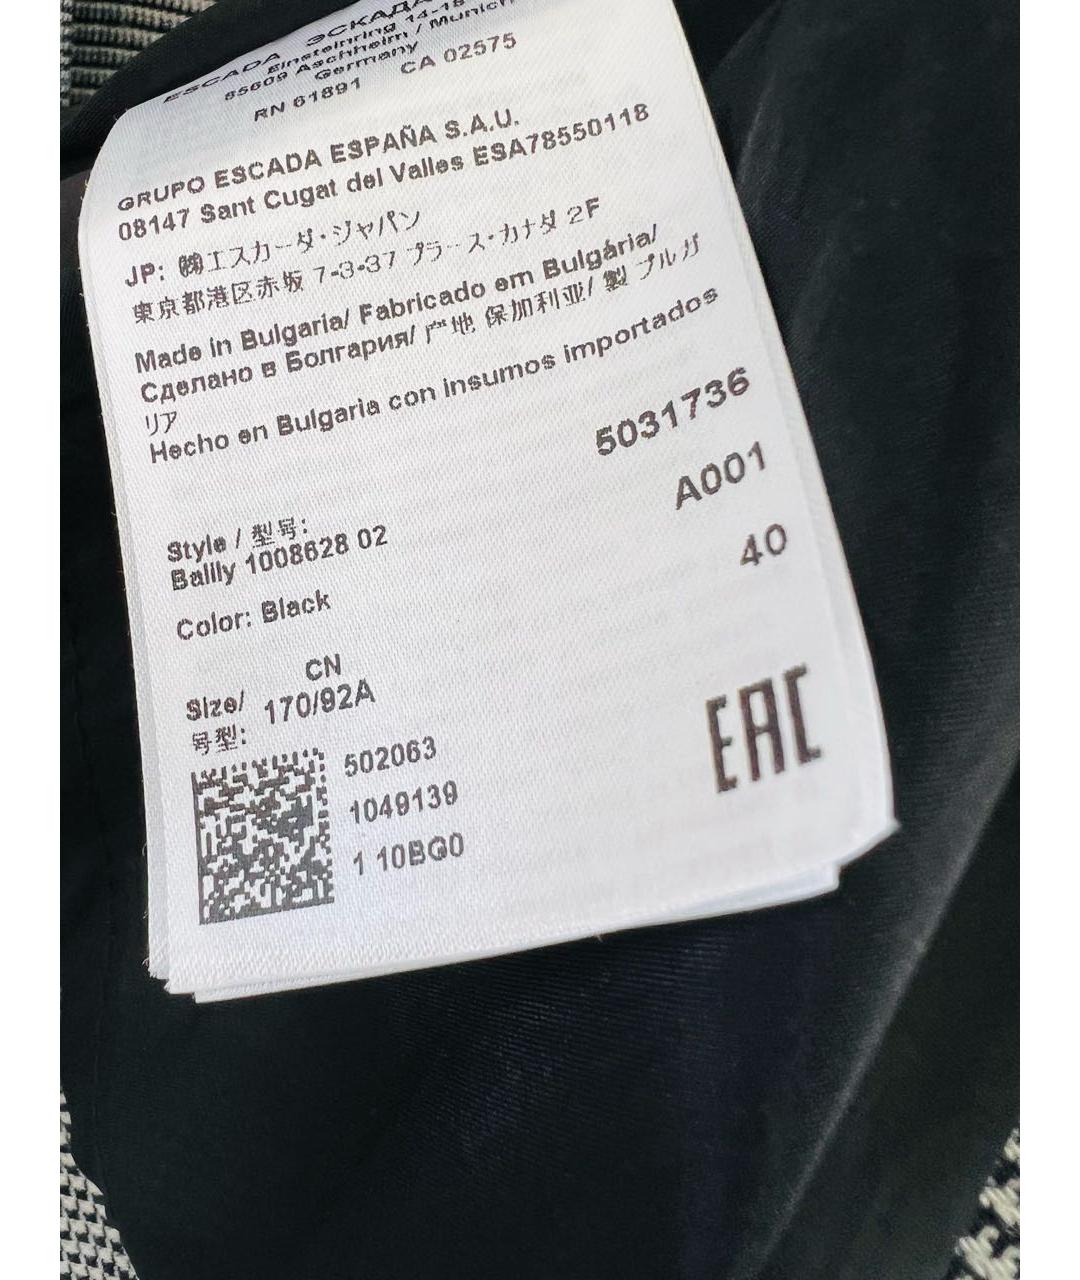 ESCADA ЭСКАДА
Einsteinring 14-18
85609 Aschheim / Munich
Germany
RN 61891 CA 02575
GRUPO ESCADA ESPAÑA S.A.U.
08147 Sant Cugat del Valles ESA78550118
JP: ㈱エスカーダ・ジャパン
東京都港区赤坂 7-3-37 プラース・カナダ 2F
Made in Bulgaria/ Fabricado em Bulgária/
Сделано в Болгария/ 产地 保加利亚/ 製 ブルガ
リア
Hecho en Bulgaria con insumos importados
5031736
A001
40
Style / 型号:
Bailly 1008628 02
Color: Black
CN
Size/ 170/92A
号型:
502063
1049139
1 10BG0
EAC